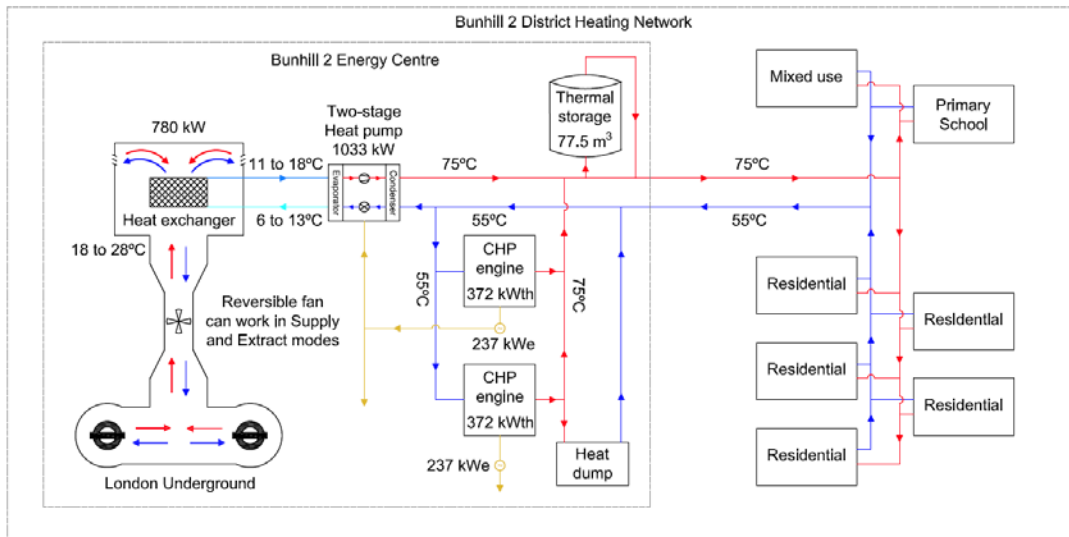 Bunhill 2 District Heating Network
Bunhill 2 Energy Centre
780 kW
Heat exchanger
18 to 28ºC
11 to 18ºC
6 to 13ºC
Two-stage
Heat pump
1033 kW
Evaporator
Condenser
75ºC
55ºC
Thermal
storage
77.5 m³
75ºC
55ºC
55ºC
75ºC
CHP
engine
372 kWth
237 kWe
CHP
engine
372 kWth
237 kWe
Heat
dump
Reversible fan
can work in Supply
and Extract modes
London Underground
Mixed use
Primary
School
Residential
Residential
Residential
Residential
Residential